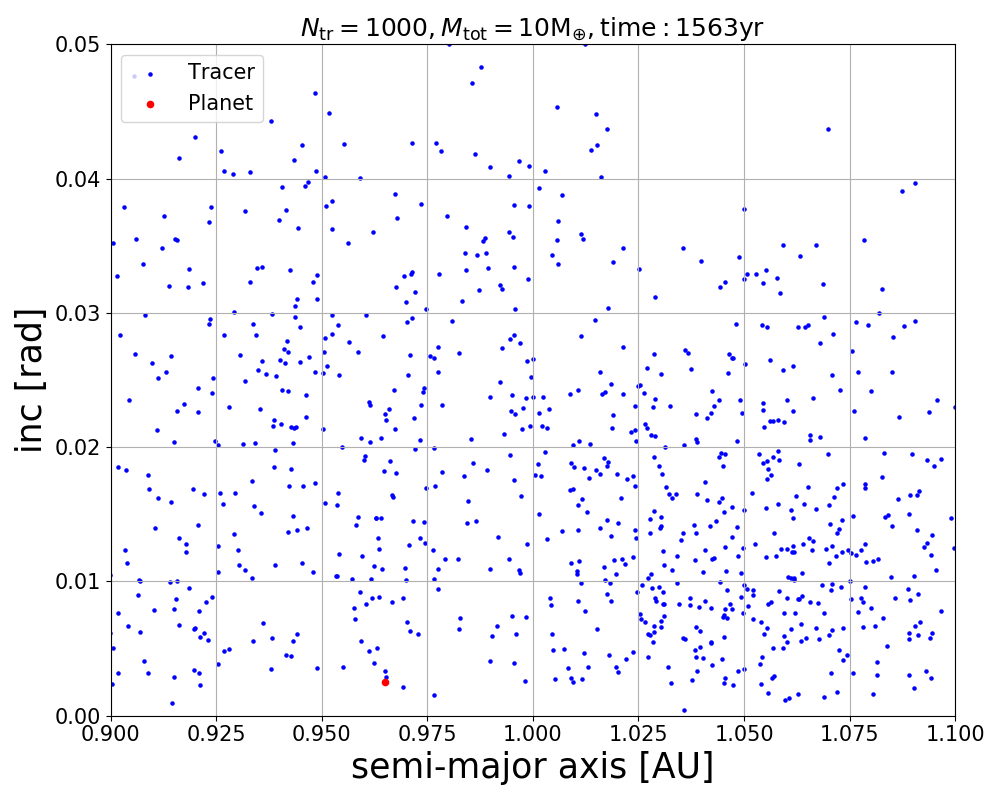 N_tr = 1000, M_tot = 10M_⊕, time : 1563yr
Tracer
Planet
inc [rad]
0.05
0.04
0.03
0.02
0.01
0.00
0.900 0.925 0.950 0.975 1.000 1.025 1.050 1.075 1.100
semi-major axis [AU]